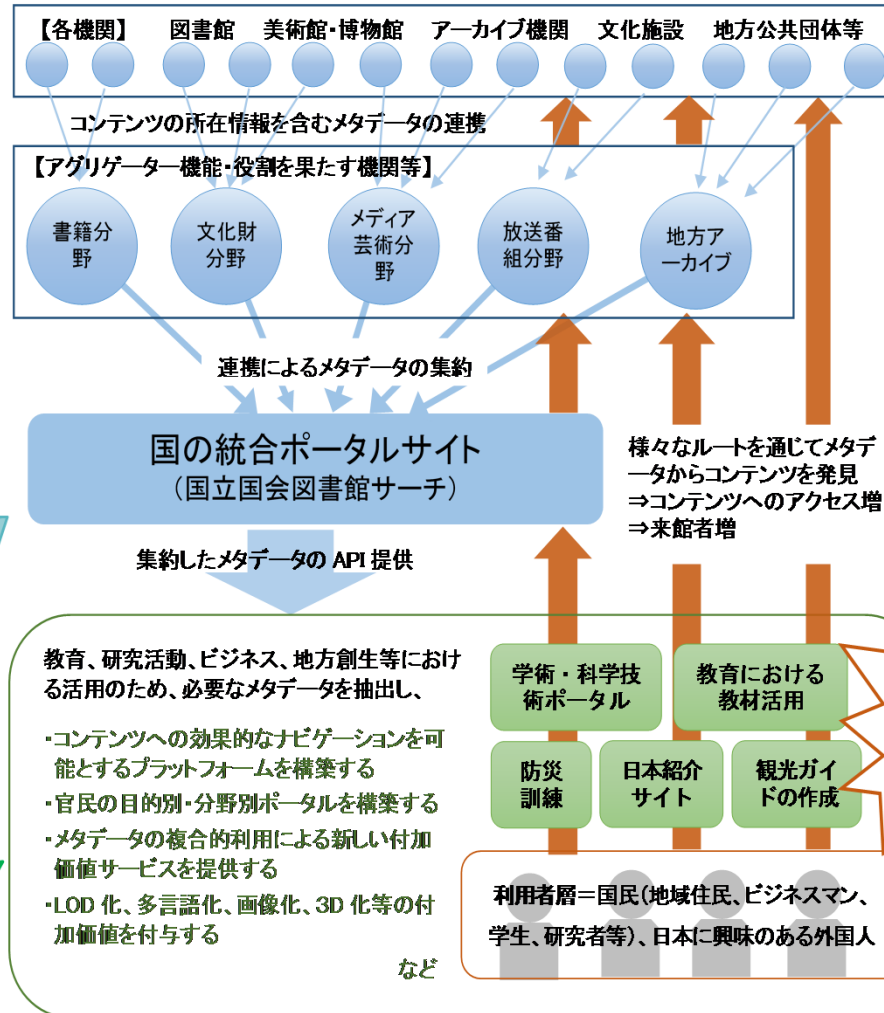 【各機関】 図書館 美術館・博物館 アーカイブ機関 文化施設 地方公共団体等
コンテンツの所在情報を含むメタデータの連携
【アグリゲーター機能・役割を果たす機関等】
書籍分
野
文化財
分野
メディア
芸術分
野
放送番
組分野
地方ア
ーカイブ
連携によるメタデータの集約
国の統合ポータルサイト
（国立国会図書館サーチ）
様々なルートを通じてメタデ
ータからコンテンツを発見
⇒コンテンツへのアクセス増
⇒来館者増
集約したメタデータの API 提供
教育、研究活動、ビジネス、地方創生等におけ
る活用のため、必要なメタデータを抽出し、
・コンテンツへの効果的なナビゲーションを可
能とするプラットフォームを構築する
・官民の目的別・分野別ポータルを構築する
・メタデータの複合的利用による新しい付加
価値サービスを提供する
・LOD 化、多言語化、画像化、3D 化等の付
加価値を付与する
など
学術・科学技
術ポータル
教育における
教材活用
防災
訓練
日本紹介
サイト
観光ガイ
ドの作成
利用者層＝国民（地域住民、ビジネスマン、
学生、研究者等）、日本に興味のある外国人